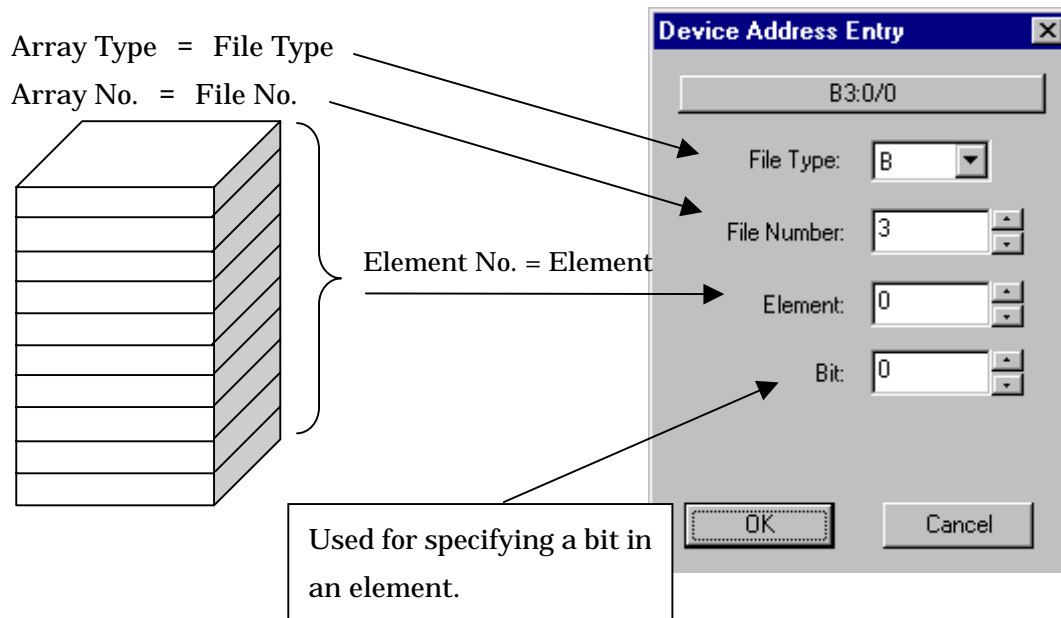 Array Type = File Type
Array No. = File No.
Element No. = Element
Used for specifying a bit in
an element.
Device Address Entry
B3:0/0
File Type: B
File Number: 3
Element: 0
Bit: 0
OK Cancel